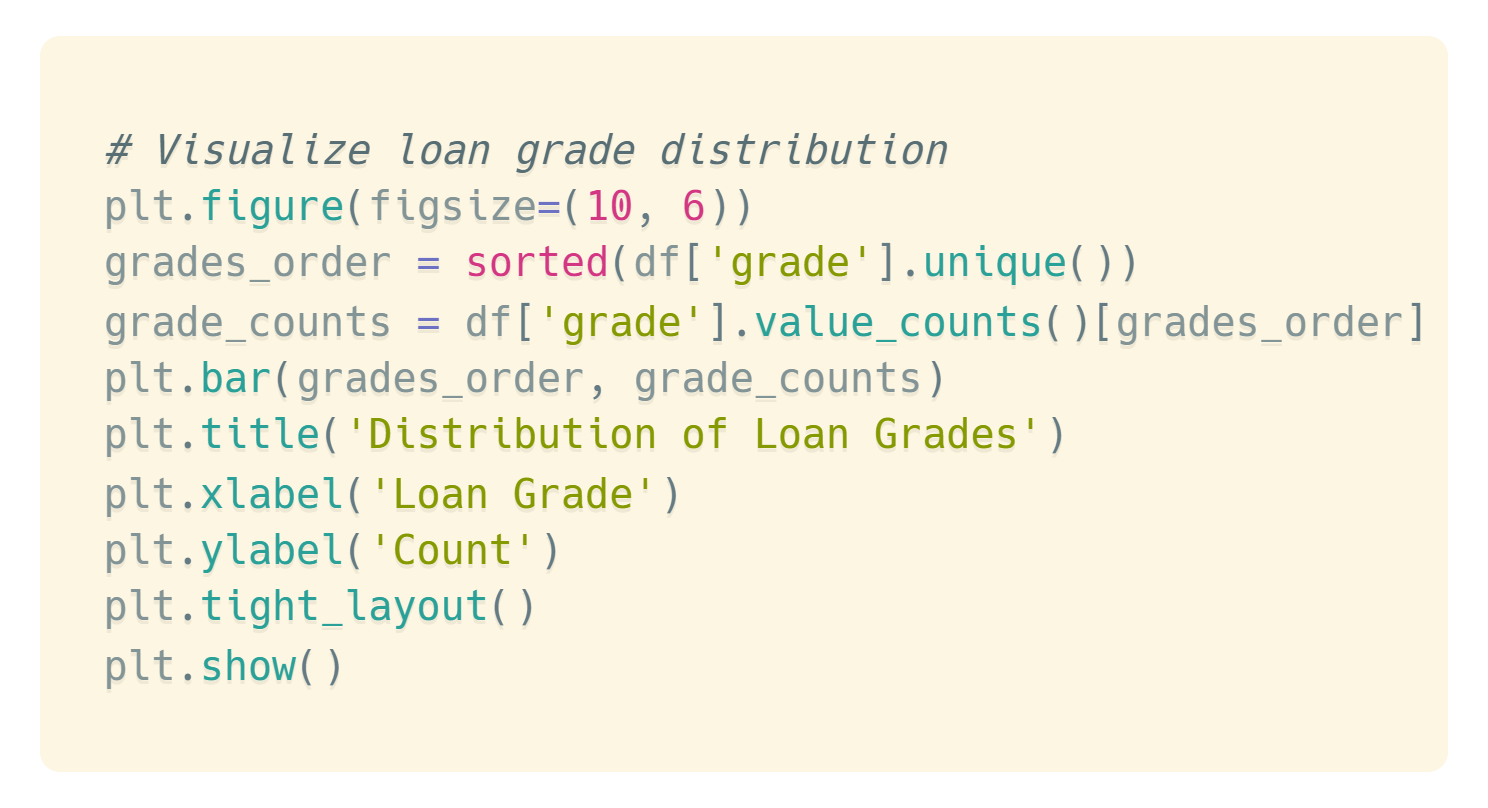 # Visualize loan grade distribution
plt.figure(figsize=(10, 6))
grades_order = sorted(df['grade'].unique())
grade_counts = df['grade'].value_counts()[grades_order]
plt.bar(grades_order, grade_counts)
plt.title('Distribution of Loan Grades')
plt.xlabel('Loan Grade')
plt.ylabel('Count')
plt.tight_layout()
plt.show()